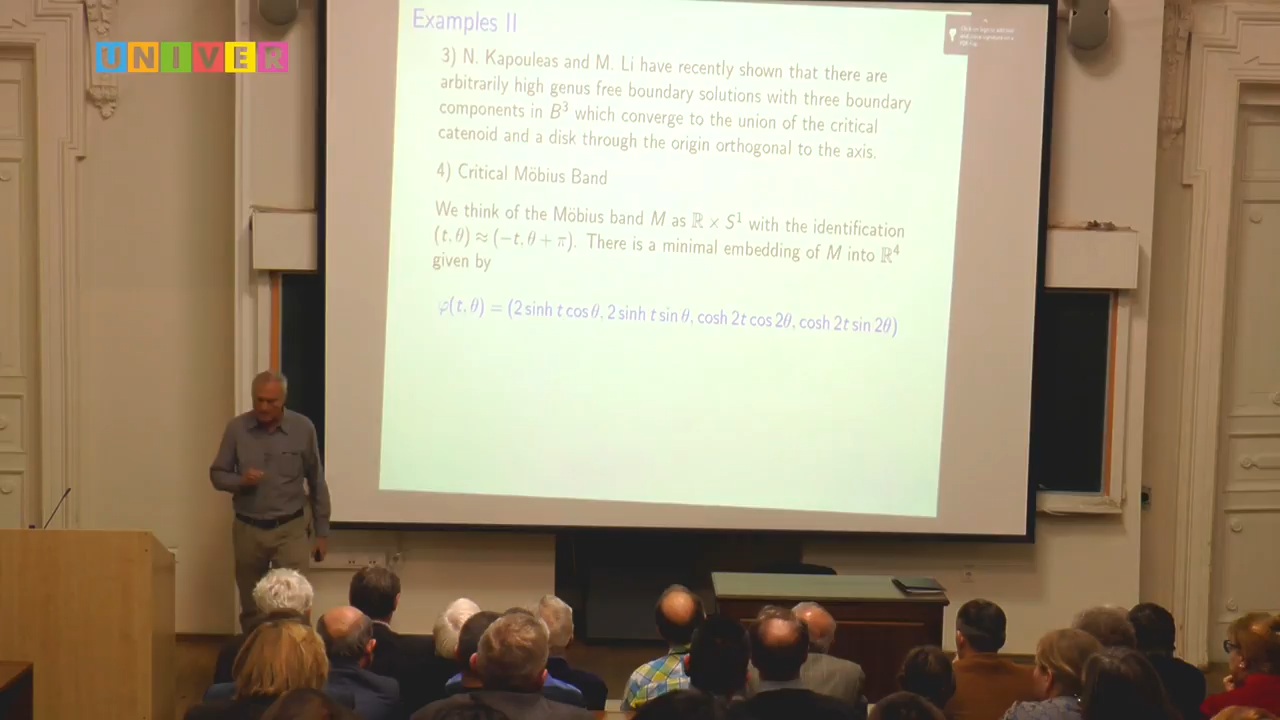 UNIVER
Examples II
3) N. Kapouleas and M. Li have recently shown that there are
arbitrarily high genus free boundary solutions with three boundary
components in B³ which converge to the union of the critical
catenoid and a disk through the origin orthogonal to the axis.
4) Critical Möbius Band
We think of the Möbius band M as ℝ × S¹ with the identification
(t, θ) ≈ (−t, θ + π). There is a minimal embedding of M into ℝ⁴
given by
φ(t, θ) = (2 sinh t cos θ, 2 sinh t sin θ, cosh 2t cos 2θ, cosh 2t sin 2θ)